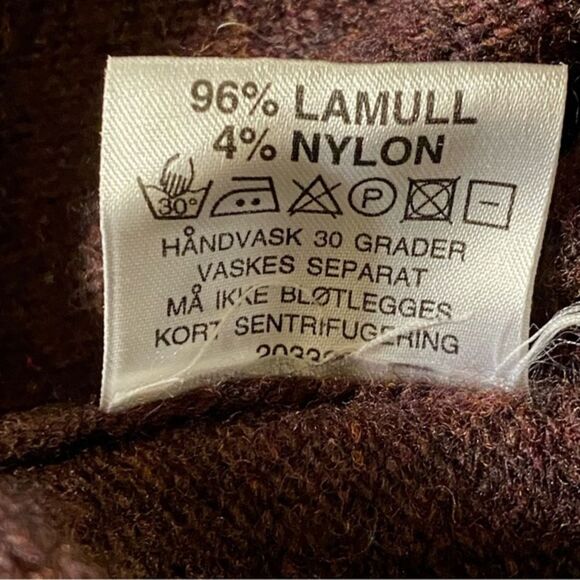 96% LAMULL
4% NYLON
30° P
HÅNDVASK 30 GRADER
VASKES SEPARAT
MÅ IKKE BLØTLEGGES
KORT SENTRIFUGERING